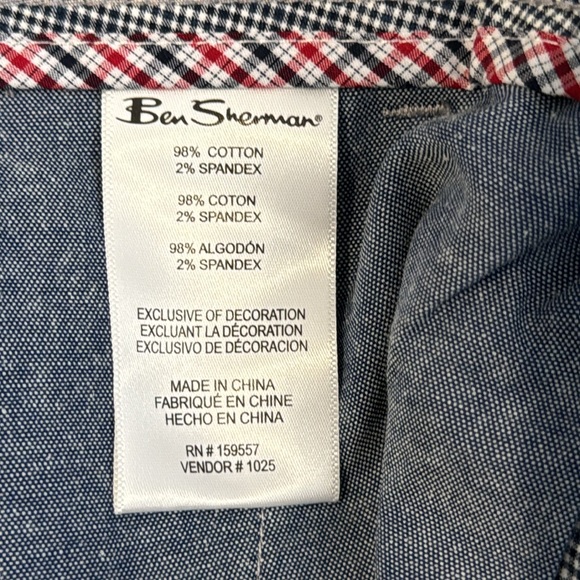 Ben Sherman®
98% COTTON
2% SPANDEX
98% COTON
2% SPANDEX
98% ALGODÓN
2% SPANDEX
EXCLUSIVE OF DECORATION
EXCLUANT LA DÉCORATION
EXCLUSIVO DE DECORACION
MADE IN CHINA
FABRIQUÉ EN CHINE
HECHO EN CHINA
RN # 159557
VENDOR # 1025